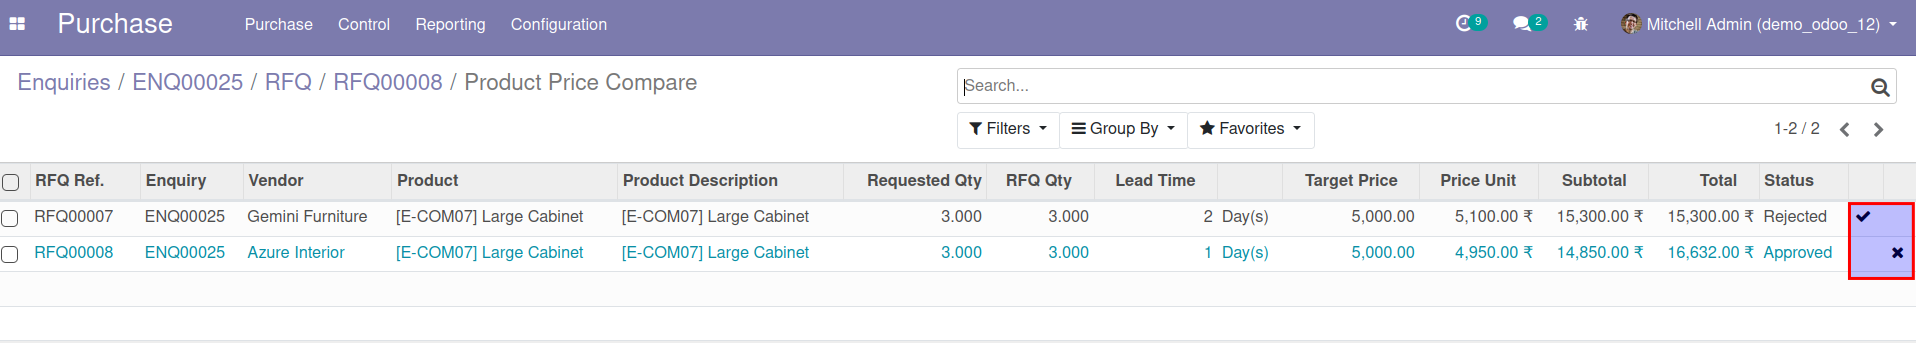 Purchase Purchase Control Reporting Configuration 9 2 Mitchell Admin (demo_odoo_12)
Enquiries / ENQ00025 / RFQ / RFQ00008 / Product Price Compare
Search...
Filters Group By Favorites 1-2 / 2
RFQ Ref. Enquiry Vendor Product Product Description Requested Qty RFQ Qty Lead Time Target Price Price Unit Subtotal Total Status
RFQ00007 ENQ00025 Gemini Furniture [E-COM07] Large Cabinet [E-COM07] Large Cabinet 3.000 3.000 2 Day(s) 5,000.00 5,100.00 ₹ 15,300.00 ₹ 15,300.00 ₹ Rejected
RFQ00008 ENQ00025 Azure Interior [E-COM07] Large Cabinet [E-COM07] Large Cabinet 3.000 3.000 1 Day(s) 5,000.00 4,950.00 ₹ 14,850.00 ₹ 16,632.00 ₹ Approved